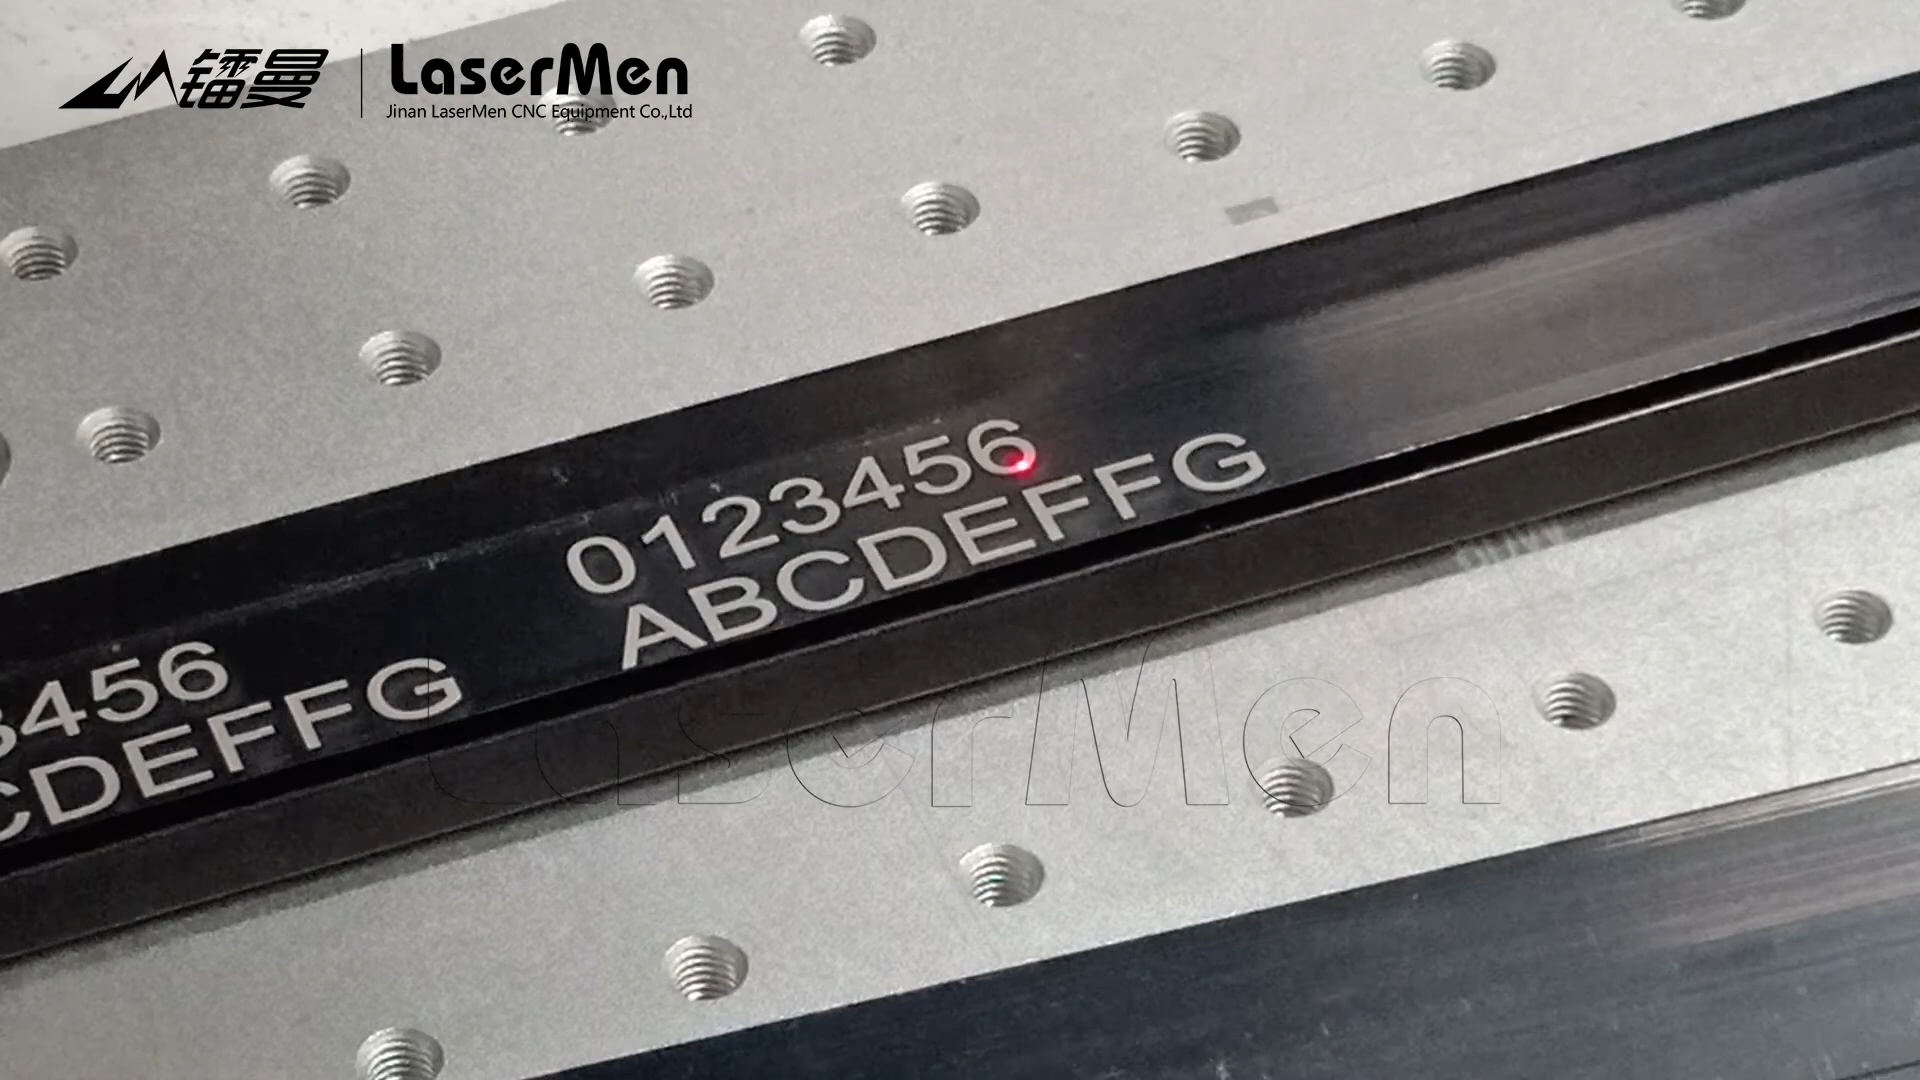 镭曼
LaserMen
Jinan LaserMen CNC Equipment Co.,Ltd
0123456
ABCDEFFG
3456
CDEFFG
LaserMen